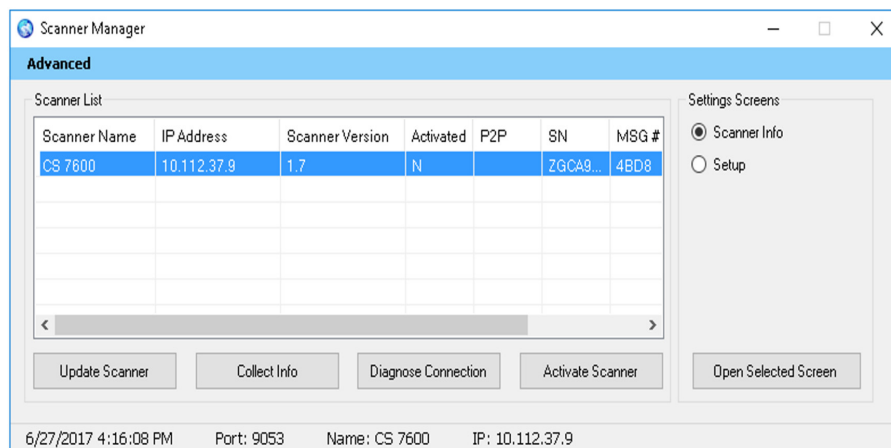 Scanner Manager
Advanced
Scanner List
Scanner Name IP Address Scanner Version Activated P2P SN MSG #
CS 7600 10.112.37.9 1.7 N ZGCA9... 4BD8
Update Scanner Collect Info Diagnose Connection Activate Scanner
Settings Screens
Scanner Info
Setup
Open Selected Screen
6/27/2017 4:16:08 PM Port: 9053 Name: CS 7600 IP: 10.112.37.9